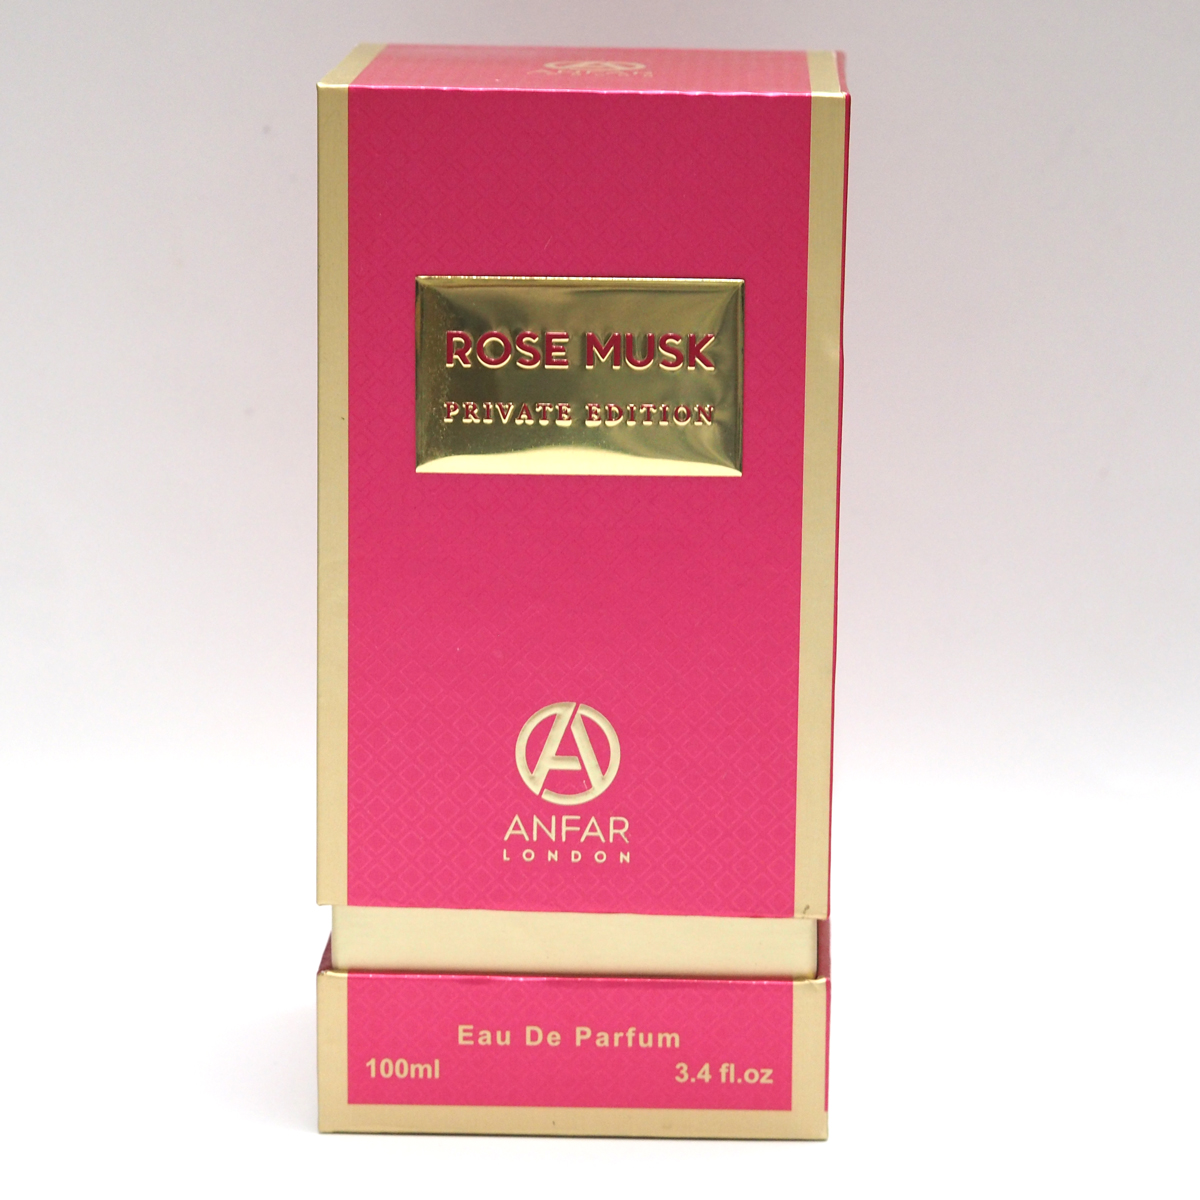 ROSE MUSK
PRIVATE EDITION
ANFAR
LONDON
Eau De Parfum
100ml
3.4 fl.oz